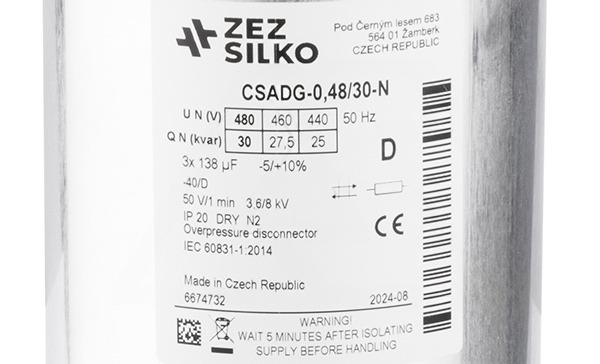 ZEZ
SILKO
Pod Černým lesem 683
564 01 Žamberk
CZECH REPUBLIC
CSADG-0,48/30-N
U N (V) 480 460 440 50 Hz
Q N (kvar) 30 27,5 25
D
3x 138 µF -5/+10%
-40/D
50 V/1 min 3,6/8 kV
IP 20 DRY N2
Overpressure disconnector
IEC 60831-1:2014
CE
Made in Czech Republic
6674732
2024-08
WARNING!
WAIT 5 MINUTES AFTER ISOLATING
SUPPLY BEFORE HANDLING